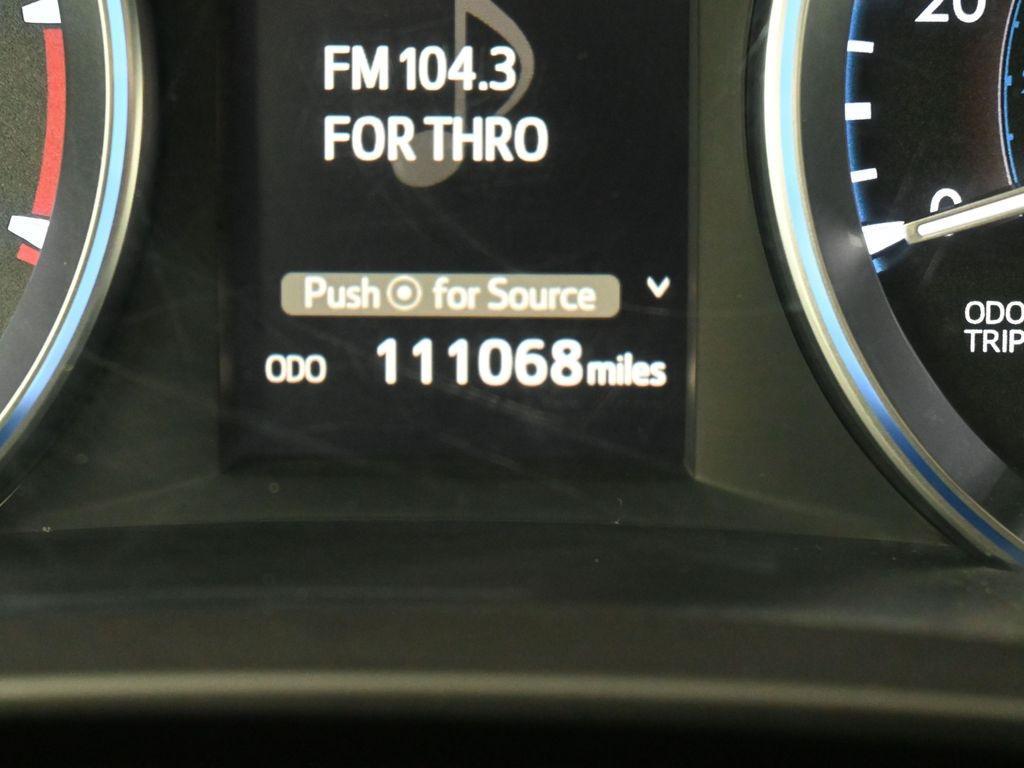 FM 104.3
FOR THRO
Push for Source
ODO 111068 miles
20
0
ODO
TRIP